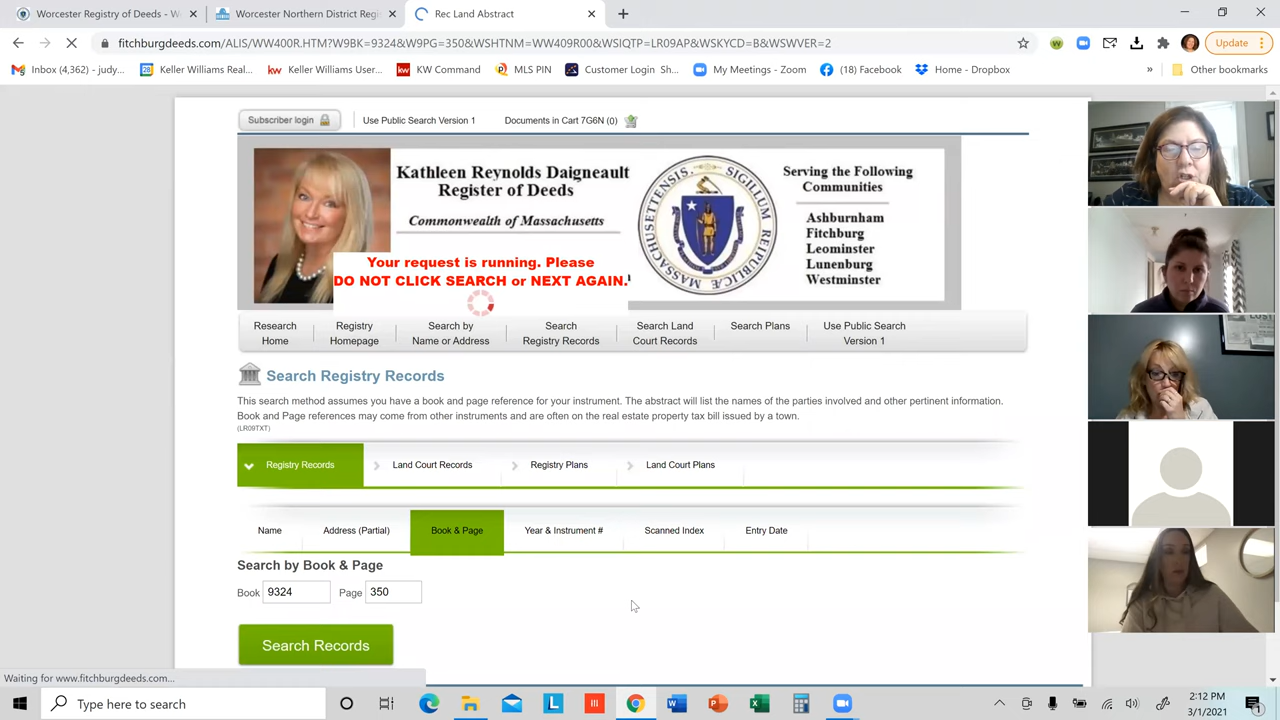 Worcester Registry of Deeds - W
Worcester Northern District Regi
Rec Land Abstract
fitchburgdeeds.com/ALIS/WW400R.HTM?W9BK=9324&W9PG=350&WSHTNM=WW409R00&WSIQTP=LR09AP&WSKYCD=B&WSWVER=2
Update
Inbox (4,362) - judy...
Keller Williams Real...
Keller Williams User...
KW Command
MLS PIN
Customer Login Sh...
My Meetings - Zoom
(18) Facebook
Home - Dropbox
»
Other bookmarks
Subscriber login
Use Public Search Version 1
Documents in Cart 7G6N (0)
Kathleen Reynolds Daigneault
Register of Deeds
Commonwealth of Massachusetts
Serving the Following
Communities
Ashburnham
Fitchburg
Leominster
Lunenburg
Westminster
Your request is running. Please
DO NOT CLICK SEARCH or NEXT AGAIN.
Research
Home
Registry
Homepage
Search by
Name or Address
Search
Registry Records
Search Land
Court Records
Search Plans
Use Public Search
Version 1
Search Registry Records
This search method assumes you have a book and page reference for your instrument. The abstract will list the names of the parties involved and other pertinent information.
Book and Page references may come from other instruments and are often on the real estate property tax bill issued by a town.
(LR09TXT)
Registry Records
Land Court Records
Registry Plans
Land Court Plans
Name
Address (Partial)
Book & Page
Year & Instrument #
Scanned Index
Entry Date
Search by Book & Page
Book 9324 Page 350
Search Records
Waiting for www.fitchburgdeeds.com...
Type here to search
2:12 PM
3/1/2021